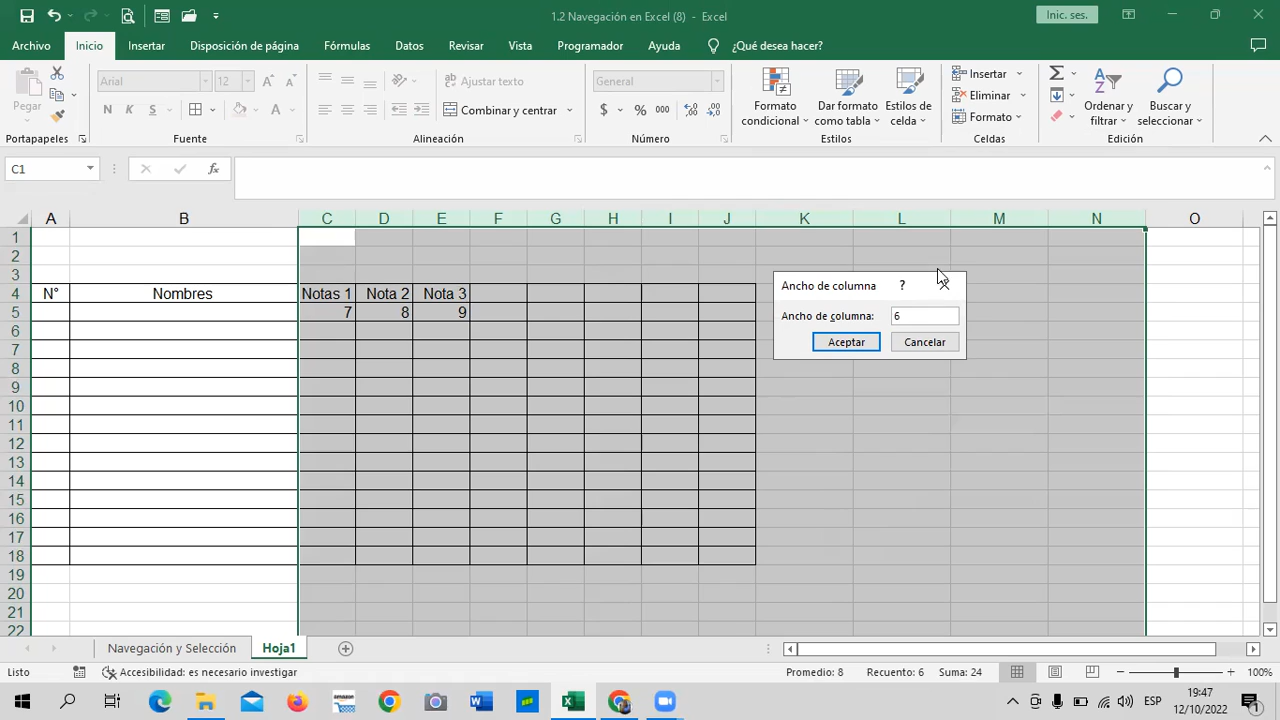 1.2 Navegación en Excel (8) - Excel
Inic. ses.
Archivo Inicio Insertar Disposición de página Fórmulas Datos Revisar Vista Programador Ayuda ¿Qué desea hacer?
Pegar
Arial 12
N K S
A
Ajustar texto
Combinar y centrar
General
$ % 000
Formato condicional
Dar formato como tabla
Estilos de celda
Insertar
Eliminar
Formato
Ordenar y filtrar
Buscar y seleccionar
Portapapeles Fuente Alineación Número Estilos Celdas Edición
C1 fx
A B C D E F G H I J K L M N O
1
2
3
4 N° Nombres Notas 1 Nota 2 Nota 3
5 7 8 9
6
7
8
9
10
11
12
13
14
15
16
17
18
19
20
21
22
Ancho de columna ?
Ancho de columna: 6
Aceptar Cancelar
Navegación y Selección Hoja1
Listo Accesibilidad: es necesario investigar Promedio: 8 Recuento: 6 Suma: 24 100%
amazon
ESP 19:47
12/10/2022
1